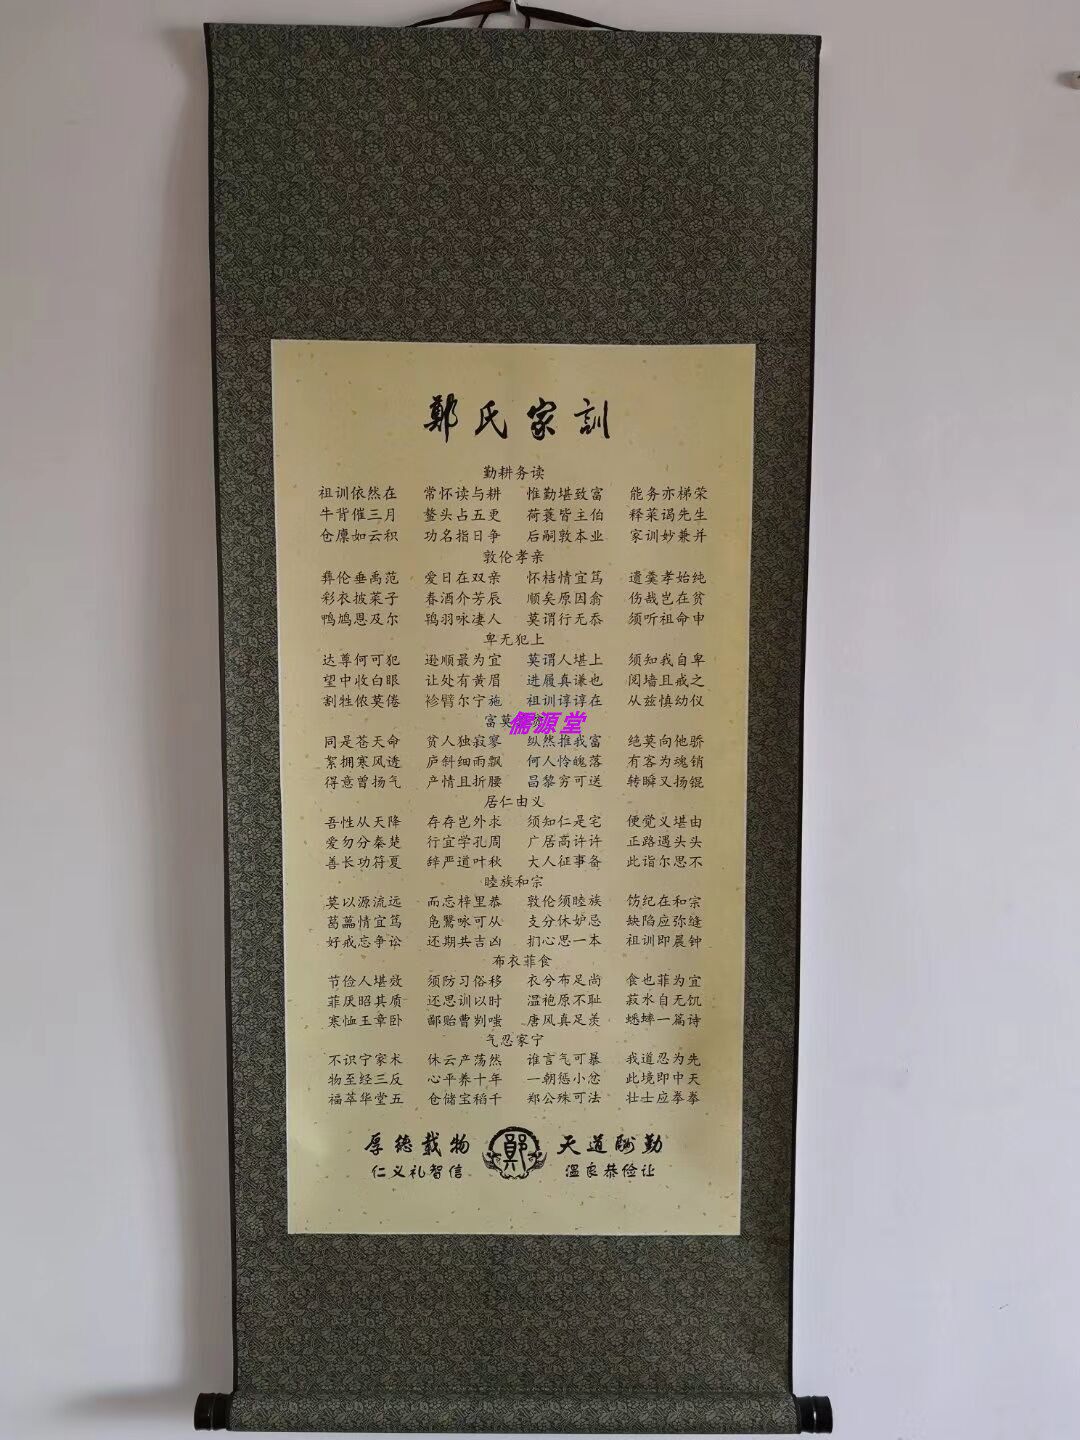 鄭氏家訓
勤耕务读
祖训依然在 常怀读与耕 惟勤堪致富 能务亦梯荣
牛背催三月 鳌头占五更 荷蓑皆主伯 释菜谒先生
仓廪如云积 功名指日争 后嗣敦本业 家训妙兼并
敦伦孝亲
彝伦垂禹范 爱日在双亲 怀桔情宜笃 遗羹孝始纯
彩衣披菜子 春酒介芳辰 顺矣原因翕 伤哉岂在贫
鸭鸠恩及尔 鸨羽咏凄人 莫谓行无忝 须听祖命申
卑无犯上
达尊何可犯 逊顺最为宜 莫谓人堪上 须知我自卑
望中收白眼 让处有黄眉 进履真谦也 阋墙且戒之
割牲侬莫倦 袗臂尔宁施 祖训谆谆在 从兹慎幼仪
富莫
儒源堂
同是苍天命 贫人独寂寥 纵然推我富 绝莫向他骄
絮拥寒风透 庐斜细雨飘 何人怜魄落 有客为魂销
得意曾扬气 产情且折腰 昌黎穷可送 转瞬又扬锟
居仁由义
吾性从天降 存存岂外求 须知仁是宅 便觉义堪由
爱勿分秦楚 行宜学孔周 广居高许许 正路遇头头
善长功符夏 辞严道叶秋 大人征事备 此诣尔思不
睦族和宗
莫以源流远 而忘梓里恭 敦伦须睦族 饬纪在和宗
葛藟情宜笃 凫鹥咏可从 支分休妒忌 缺陷应弥缝
好戒忘争讼 还期共吉凶 扪心思一本 祖训即晨钟
布衣菲食
节俭人堪效 须防习俗移 衣兮布足尚 食也菲为宜
菲厌昭其质 还思训以时 温袍原不耻 菽水自无饥
寒恤王章卧 鄙贻曹刿嗤 唐风真足羡 蟋蟀一篇诗
气忍家宁
不识宁家术 休云产荡然 谁言气可暴 我道忍为先
物至经三反 心平养十年 一朝惩小忿 此境即中天
福萃华堂五 仓储宝稻千 郑公殊可法 壮士应拳拳
厚德载物 鄭 天道酬勤
仁义礼智信 温良恭俭让